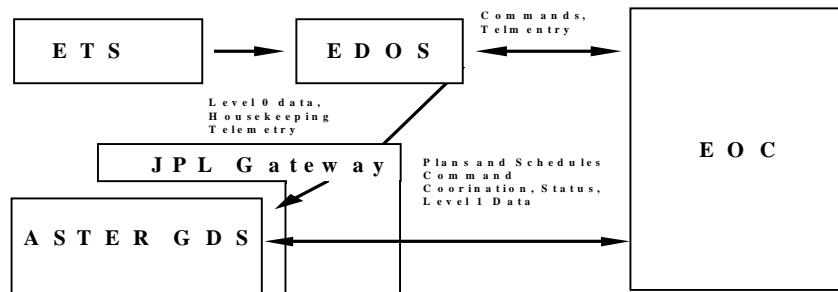 Commands,
Telmentry
ETS
EDOS
Level 0 data,
Housekeeping
Telemetry
JPL Gateway
EOC
Plans and Schedules
Command
Coorination, Status,
Level 1 Data
ASTER GDS